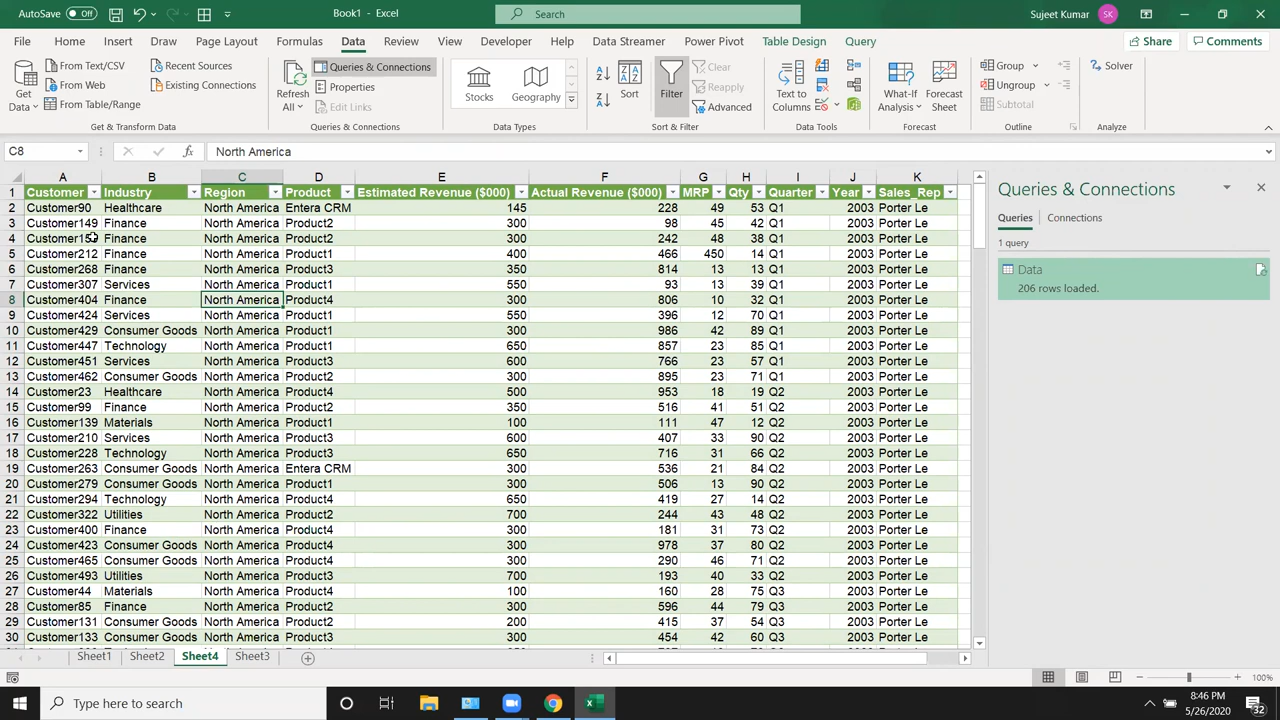 AutoSave Off Book1 - Excel Search Sujeet Kumar SK
File Home Insert Draw Page Layout Formulas Data Review View Developer Help Data Streamer Power Pivot Table Design Query Share Comments
Get Data From Text/CSV From Web From Table/Range Recent Sources Existing Connections
Refresh All Queries & Connections Properties Edit Links
Stocks Geography
Sort Filter Clear Reapply Advanced
Text to Columns
What-If Analysis Forecast Sheet
Group Ungroup Subtotal
Solver
Get & Transform Data Queries & Connections Data Types Sort & Filter Data Tools Forecast Outline Analyze
C8 fx North America
A B C D E F G H I J K
1 Customer Industry Region Product Estimated Revenue ($000) Actual Revenue ($000) MRP Qty Quarter Year Sales_Rep
2 Customer90 Healthcare North America Entera CRM 145 228 49 53 Q1 2003 Porter Le
3 Customer149 Finance North America Product2 300 98 45 42 Q1 2003 Porter Le
4 Finance North America Product2 300 242 48 38 Q1 2003 Porter Le
5 Customer212 Finance North America Product1 400 466 450 14 Q1 2003 Porter Le
6 Customer268 Finance North America Product3 350 814 13 13 Q1 2003 Porter Le
7 Customer307 Services North America Product1 550 93 13 39 Q1 2003 Porter Le
8 Customer404 Finance North America Product4 300 806 10 32 Q1 2003 Porter Le
9 Customer424 Services North America Product1 550 396 12 70 Q1 2003 Porter Le
10 Customer429 Consumer Goods North America Product1 300 986 42 89 Q1 2003 Porter Le
11 Customer447 Technology North America Product1 650 857 23 85 Q1 2003 Porter Le
12 Customer451 Services North America Product3 600 766 23 57 Q1 2003 Porter Le
13 Customer462 Consumer Goods North America Product2 300 895 23 71 Q1 2003 Porter Le
14 Customer23 Healthcare North America Product4 500 953 18 19 Q2 2003 Porter Le
15 Customer99 Finance North America Product2 350 516 41 51 Q2 2003 Porter Le
16 Customer139 Materials North America Product1 100 111 47 12 Q2 2003 Porter Le
17 Customer210 Services North America Product3 600 407 33 90 Q2 2003 Porter Le
18 Customer228 Technology North America Product3 650 716 31 66 Q2 2003 Porter Le
19 Customer263 Consumer Goods North America Entera CRM 300 536 21 84 Q2 2003 Porter Le
20 Customer279 Consumer Goods North America Product1 300 506 13 90 Q2 2003 Porter Le
21 Customer294 Technology North America Product1 650 419 27 14 Q2 2003 Porter Le
22 Customer322 Utilities North America Product2 700 244 43 48 Q2 2003 Porter Le
23 Customer400 Finance North America Product4 300 181 31 73 Q2 2003 Porter Le
24 Customer423 Consumer Goods North America Product4 300 978 37 80 Q2 2003 Porter Le
25 Customer465 Consumer Goods North America Product4 300 290 46 71 Q2 2003 Porter Le
26 Customer493 Utilities North America Product3 700 193 40 33 Q2 2003 Porter Le
27 Customer44 Materials North America Product4 100 160 28 75 Q3 2003 Porter Le
28 Customer85 Finance North America Product2 300 596 44 79 Q3 2003 Porter Le
29 Customer131 Consumer Goods North America Product2 200 415 37 54 Q3 2003 Porter Le
30 Customer133 Consumer Goods North America Product3 300 454 42 60 Q3 2003 Porter Le
Queries & Connections
Queries Connections
1 query
Data
206 rows loaded.
Sheet1 Sheet2 Sheet4 Sheet3
100%
Type here to search
8:46 PM
5/26/2020
32